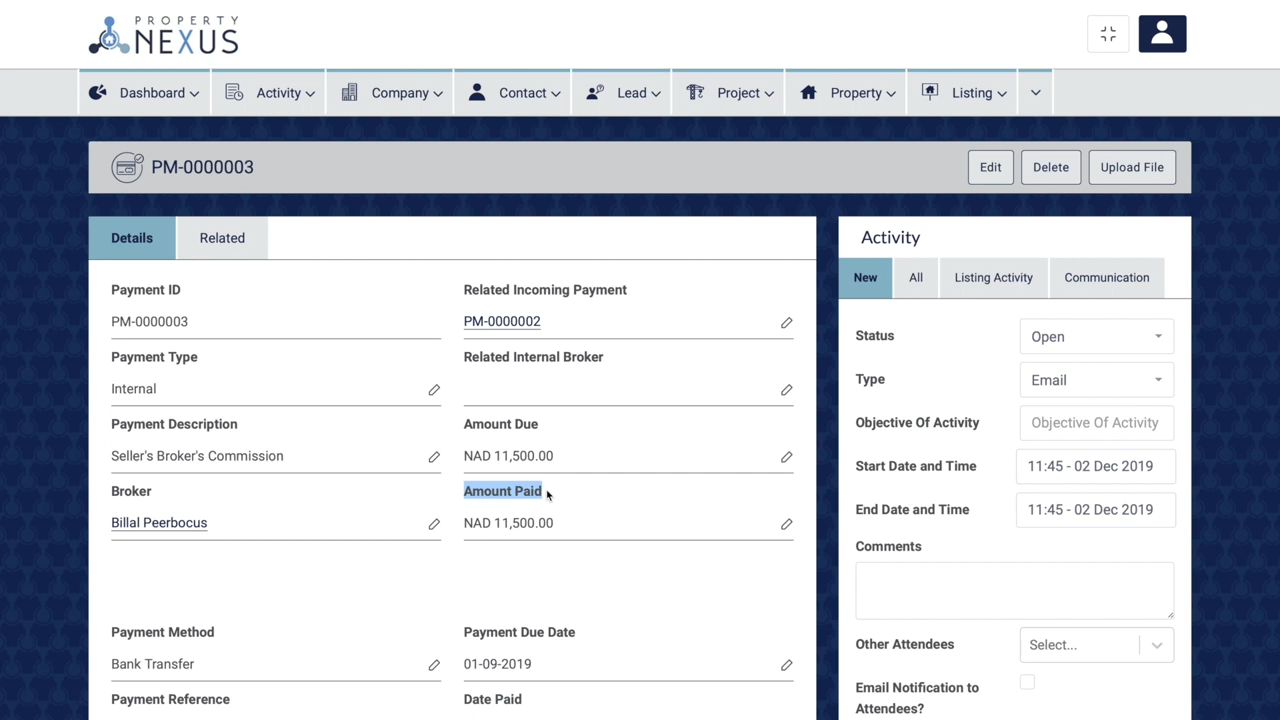 PROPERTY
NEXUS
Dashboard
Activity
Company
Contact
Lead
Project
Property
Listing
PM-0000003
Edit
Delete
Upload File
Details
Related
Payment ID
Related Incoming Payment
PM-0000003
PM-0000002
Payment Type
Related Internal Broker
Internal
Payment Description
Amount Due
Seller's Broker's Commission
NAD 11,500.00
Broker
Amount Paid
Billal Peerbocus
NAD 11,500.00
Payment Method
Payment Due Date
Bank Transfer
01-09-2019
Payment Reference
Date Paid
Activity
New
All
Listing Activity
Communication
Status
Open
Type
Email
Objective Of Activity
Objective Of Activity
Start Date and Time
11:45 - 02 Dec 2019
End Date and Time
11:45 - 02 Dec 2019
Comments
Other Attendees
Select...
Email Notification to
Attendees?